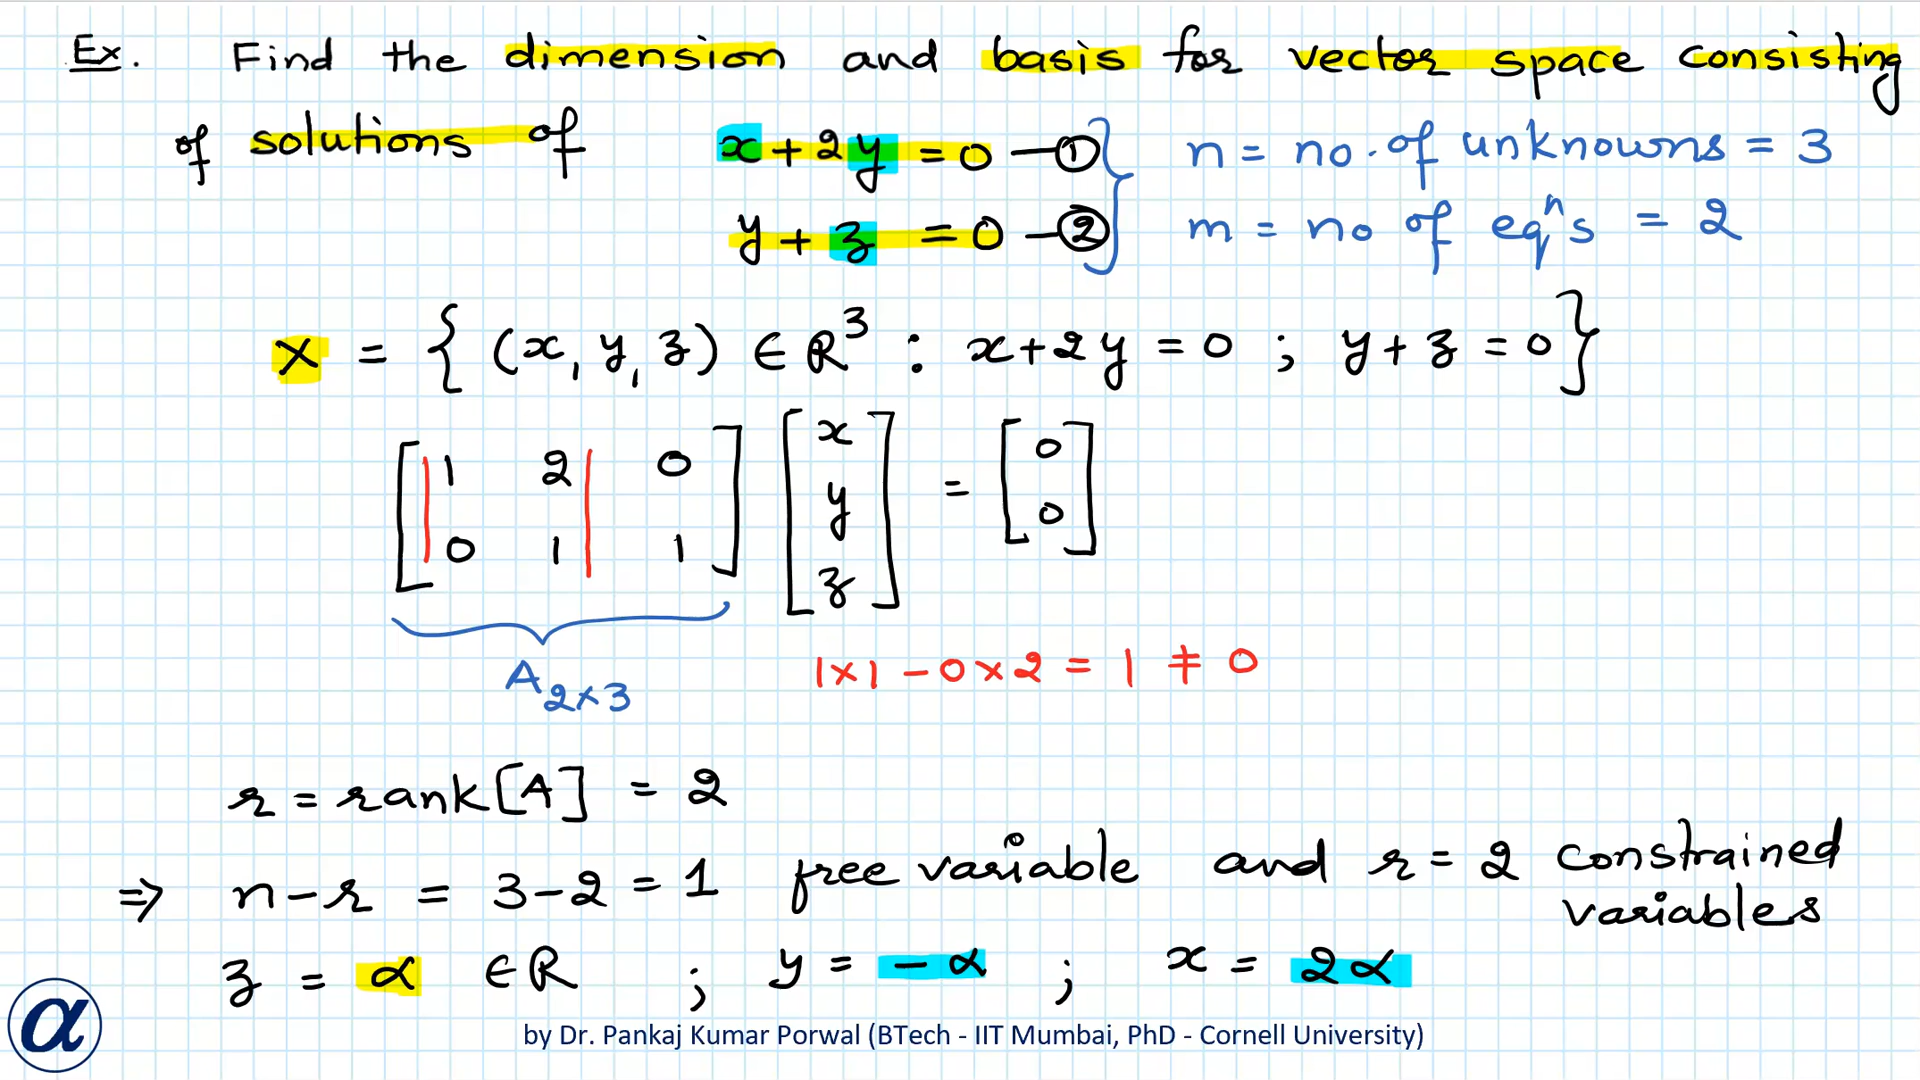 Ex. Find the dimension and basis for vector space consisting
of solutions of x + 2y = 0 — ① } n = no. of unknowns = 3
y + z = 0 — ② } m = no of eqⁿs = 2
X = { (x, y, z) ∈ R³ : x + 2y = 0 ; y + z = 0 }
[ 1 2 0 ] [ x ] = [ 0 ]
[ 0 1 1 ] [ y ] [ 0 ]
[ z ]
A₂ₓ₃ 1×1 − 0×2 = 1 ≠ 0
r = rank[A] = 2
⇒ n − r = 3 − 2 = 1 free variable and r = 2 constrained
variables
z = α ∈ R ; y = − α ; x = 2α
α
by Dr. Pankaj Kumar Porwal (BTech - IIT Mumbai, PhD - Cornell University)